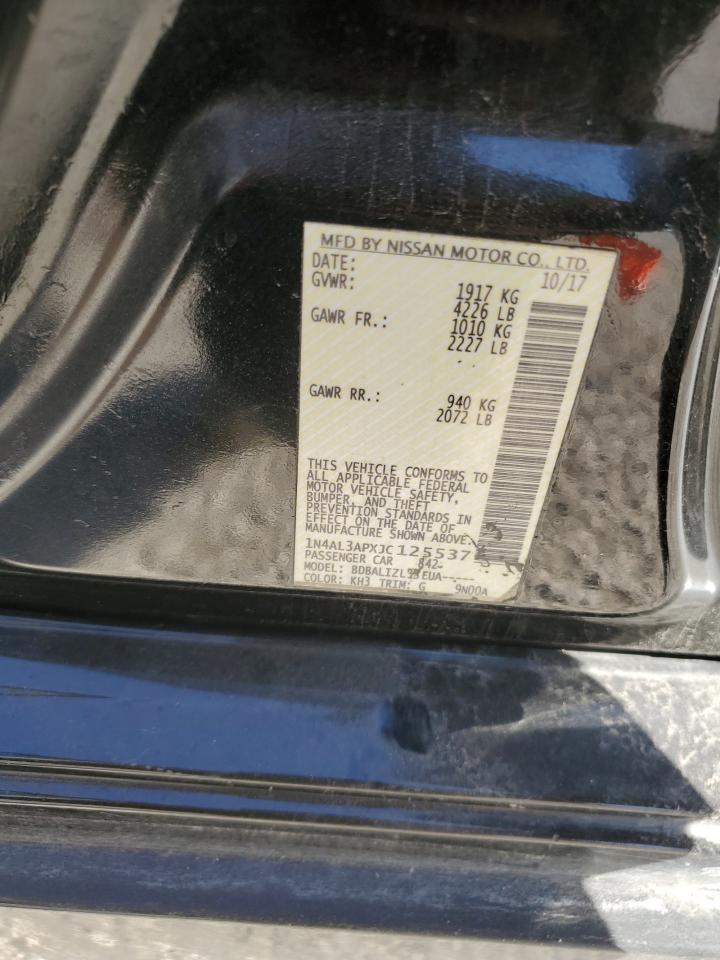 MFD BY NISSAN MOTOR CO., LTD.
DATE: 10/17
GVWR: 1917 KG
4226 LB
GAWR FR.: 1010 KG
2227 LB
GAWR RR.: 940 KG
2072 LB
THIS VEHICLE CONFORMS TO
ALL APPLICABLE FEDERAL
MOTOR VEHICLE SAFETY,
BUMPER, AND THEFT
PREVENTION STANDARDS IN
EFFECT ON THE DATE OF
MANUFACTURE SHOWN ABOVE.
1N4AL3APXJC125537
PASSENGER CAR
MODEL:
COLOR: KH3 TRIM: G 9N00A